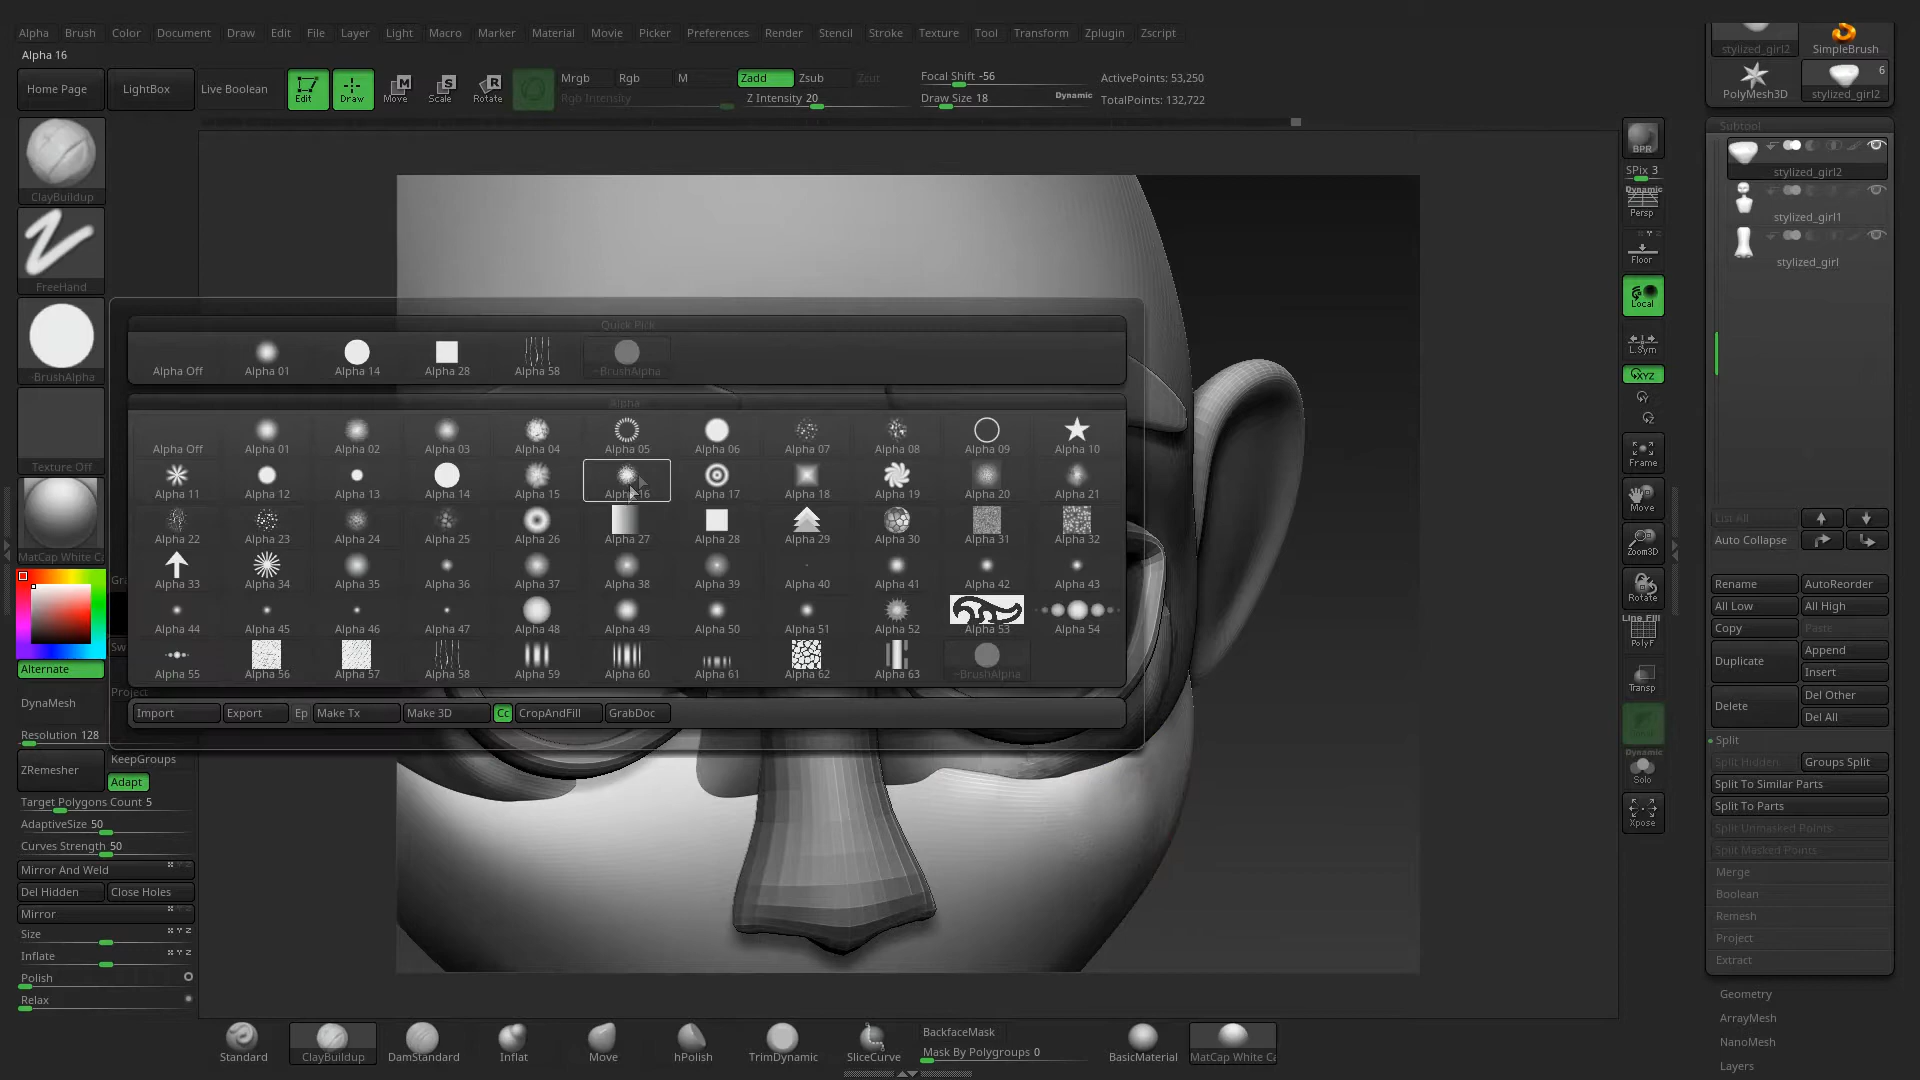 Alpha Brush Color Document Draw Edit File Layer Light Macro Marker Material Movie Picker Preferences Render Stencil Stroke Texture Tool Transform Zplugin Zscript
Alpha 16
Home Page LightBox Live Boolean Edit Draw Move Scale Rotate
Mrgb Rgb M Zadd Zsub Zcut
Rgb Intensity Z Intensity 20
Focal Shift -56
Draw Size 18 Dynamic
ActivePoints: 53,250
TotalPoints: 132,722
stylized_girl2 SimpleBrush
6
PolyMesh3D stylized_girl2
ClayBuildup
FreeHand
~BrushAlpha
Texture Off
MatCap White Ca
Alternate
DynaMesh
Resolution 128
ZRemesher KeepGroups
Adapt
Target Polygons Count 5
AdaptiveSize 50
Curves Strength 50
Mirror And Weld
Del Hidden Close Holes
Mirror
Size
Inflate
Polish
Relax
Gra
Sw
Project
Quick Pick
Alpha Off Alpha 01 Alpha 14 Alpha 28 Alpha 58 ~BrushAlpha
Alpha
Alpha Off Alpha 01 Alpha 02 Alpha 03 Alpha 04 Alpha 05 Alpha 06 Alpha 07 Alpha 08 Alpha 09 Alpha 10
Alpha 11 Alpha 12 Alpha 13 Alpha 14 Alpha 15 Alpha 16 Alpha 17 Alpha 18 Alpha 19 Alpha 20 Alpha 21
Alpha 22 Alpha 23 Alpha 24 Alpha 25 Alpha 26 Alpha 27 Alpha 28 Alpha 29 Alpha 30 Alpha 31 Alpha 32
Alpha 33 Alpha 34 Alpha 35 Alpha 36 Alpha 37 Alpha 38 Alpha 39 Alpha 40 Alpha 41 Alpha 42 Alpha 43
Alpha 44 Alpha 45 Alpha 46 Alpha 47 Alpha 48 Alpha 49 Alpha 50 Alpha 51 Alpha 52 Alpha 53 Alpha 54
Alpha 55 Alpha 56 Alpha 57 Alpha 58 Alpha 59 Alpha 60 Alpha 61 Alpha 62 Alpha 63 ~BrushAlpha
Import Export Ep Make Tx Make 3D Cc CropAndFill GrabDoc
BPR
SPix 3
Dynamic
Persp
Floor
Local
L.Sym
XYZ
Frame
Move
Zoom3D
Rotate
Line Fill
PolyF
Transp
Dynamic
Solo
Xpose
Subtool
stylized_girl2
stylized_girl1
stylized_girl
List All
Auto Collapse
Rename AutoReorder
All Low All High
Copy Paste
Duplicate Append
Insert
Delete Del Other
Del All
Split
Split Hidden Groups Split
Split To Similar Parts
Split To Parts
Split Unmasked Points
Split Masked Points
Merge
Boolean
Remesh
Project
Extract
Geometry
ArrayMesh
NanoMesh
Layers
Standard ClayBuildup DamStandard Inflat Move hPolish TrimDynamic SliceCurve
BackfaceMask
Mask By Polygroups 0
BasicMaterial MatCap White Ca